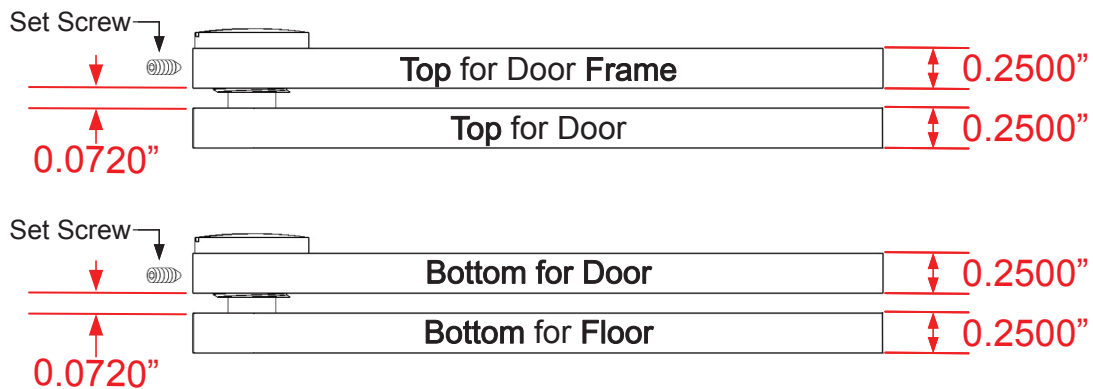 Set Screw
Top for Door Frame
0.2500”
Top for Door
0.2500”
0.0720”
Set Screw
Bottom for Door
0.2500”
Bottom for Floor
0.2500”
0.0720”